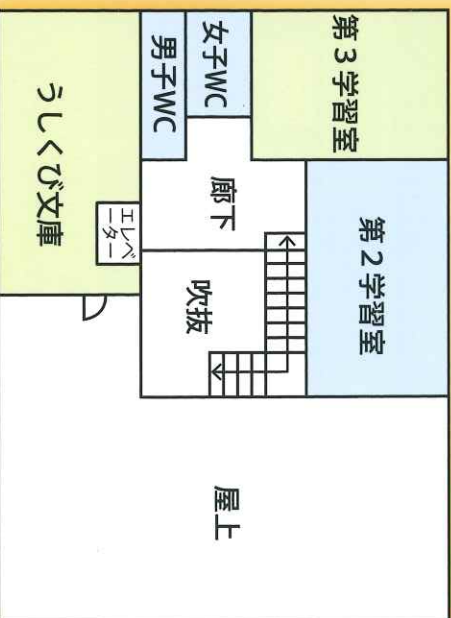 第3学習室
第2学習室
女子WC
男子WC
廊下
吹抜
うしくび文庫
エレベ
ーター
屋上